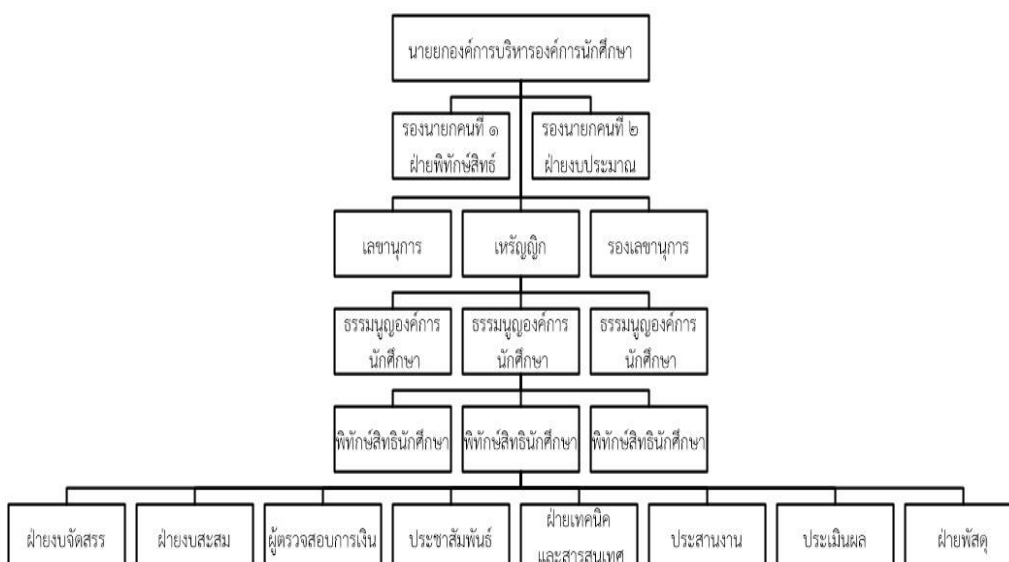 นายยกองค์การบริหารองค์การนักศึกษา
รองนายกคนที่ ๑
ฝ่ายพิทักษ์สิทธ์
รองนายกคนที่ ๒
ฝ่ายงบประมาณ
เลขานุการ
เหรัญญิก
รองเลขานุการ
ธรรมนูญองค์การ
นักศึกษา
ธรรมนูญองค์การ
นักศึกษา
ธรรมนูญองค์การ
นักศึกษา
พิทักษ์สิทธินักศึกษา
พิทักษ์สิทธินักศึกษา
พิทักษ์สิทธินักศึกษา
ฝ่ายงบจัดสรร
ฝ่ายงบสะสม
ผู้ตรวจสอบการเงิน
ประชาสัมพันธ์
ฝ่ายเทคนิค
และสารสนเทศ
ประสานงาน
ประเมินผล
ฝ่ายพัสดุ